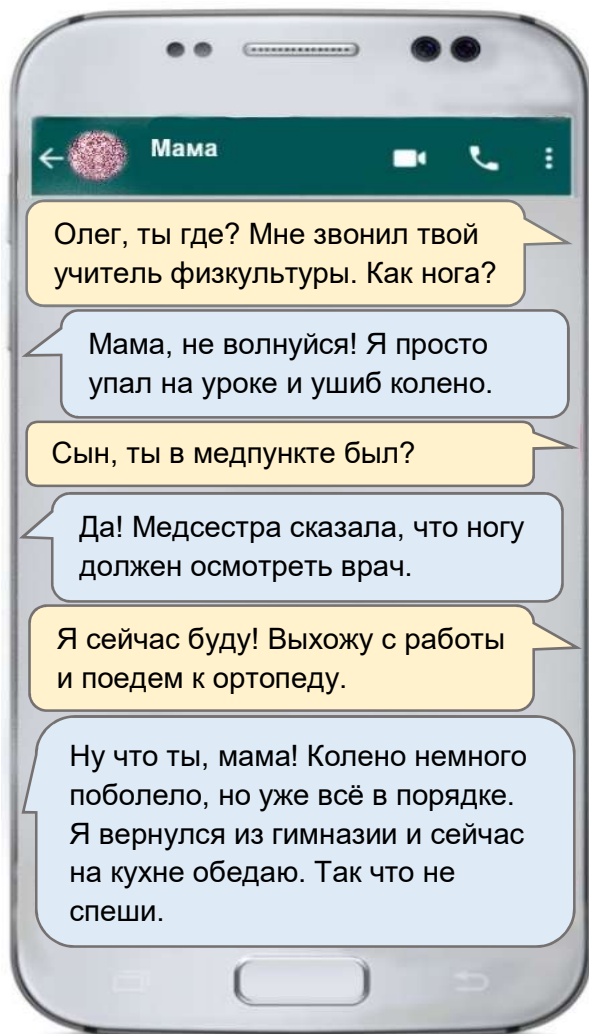 Мама
Олег, ты где? Мне звонил твой
учитель физкультуры. Как нога?
Мама, не волнуйся! Я просто
упал на уроке и ушиб колено.
Сын, ты в медпункте был?
Да! Медсестра сказала, что ногу
должен осмотреть врач.
Я сейчас буду! Выхожу с работы
и поедем к ортопеду.
Ну что ты, мама! Колено немного
поболело, но уже всё в порядке.
Я вернулся из гимназии и сейчас
на кухне обедаю. Так что не
спеши.